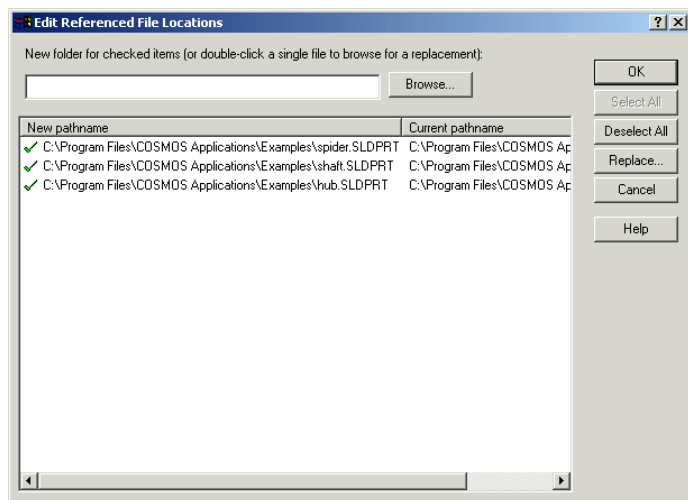 Edit Referenced File Locations
New folder for checked items (or double-click a single file to browse for a replacement):
Browse...
OK
Select All
Deselect All
Replace...
Cancel
Help
New pathname Current pathname
C:\Program Files\COSMOS Applications\Examples\spider.SLDPRT C:\Program Files\COSMOS Ap
C:\Program Files\COSMOS Applications\Examples\shaft.SLDPRT C:\Program Files\COSMOS Ap
C:\Program Files\COSMOS Applications\Examples\hub.SLDPRT C:\Program Files\COSMOS Ap